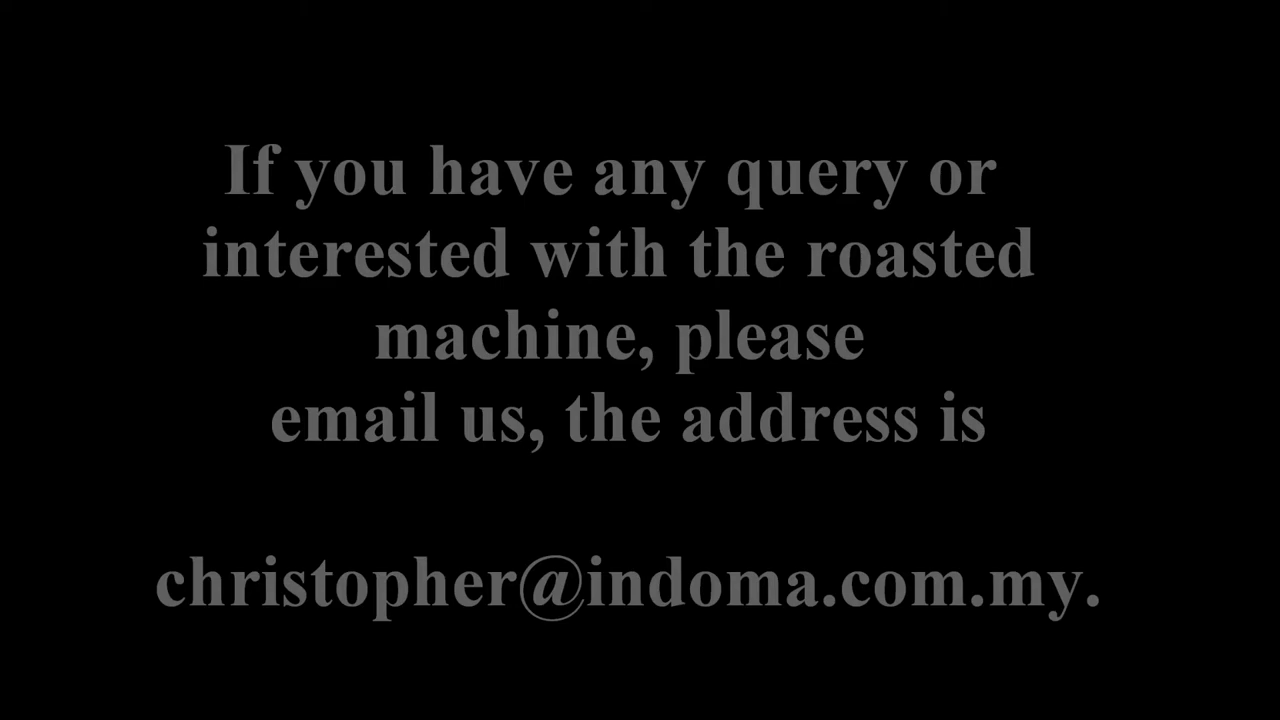 If you have any query or
interested with the roasted
machine, please
email us, the address is
christopher@indoma.com.my.